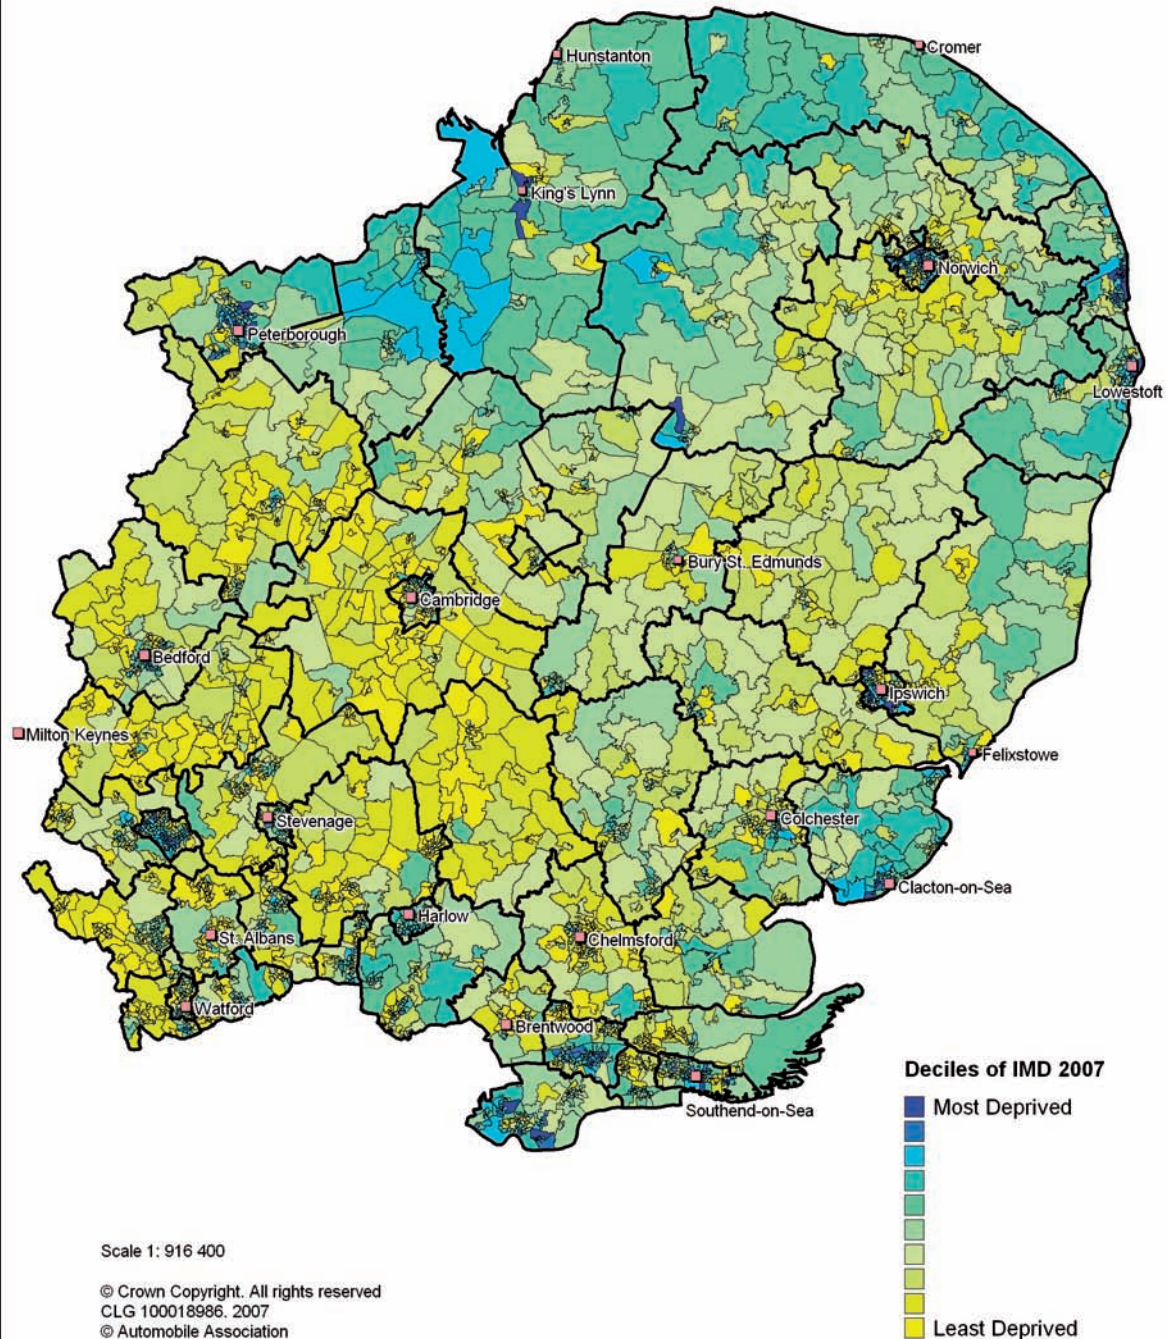 Cromer
Hunstanton
King's Lynn
Norwich
Peterborough
Lowestoft
Bury St. Edmunds
Cambridge
Bedford
Ipswich
Milton Keynes
Felixstowe
Stevenage
Colchester
Clacton-on-Sea
Harlow
St. Albans
Chelmsford
Watford
Brentwood
Southend-on-Sea
Deciles of IMD 2007
Most Deprived
Least Deprived
Scale 1: 916 400
© Crown Copyright. All rights reserved
CLG 100018986. 2007
© Automobile Association